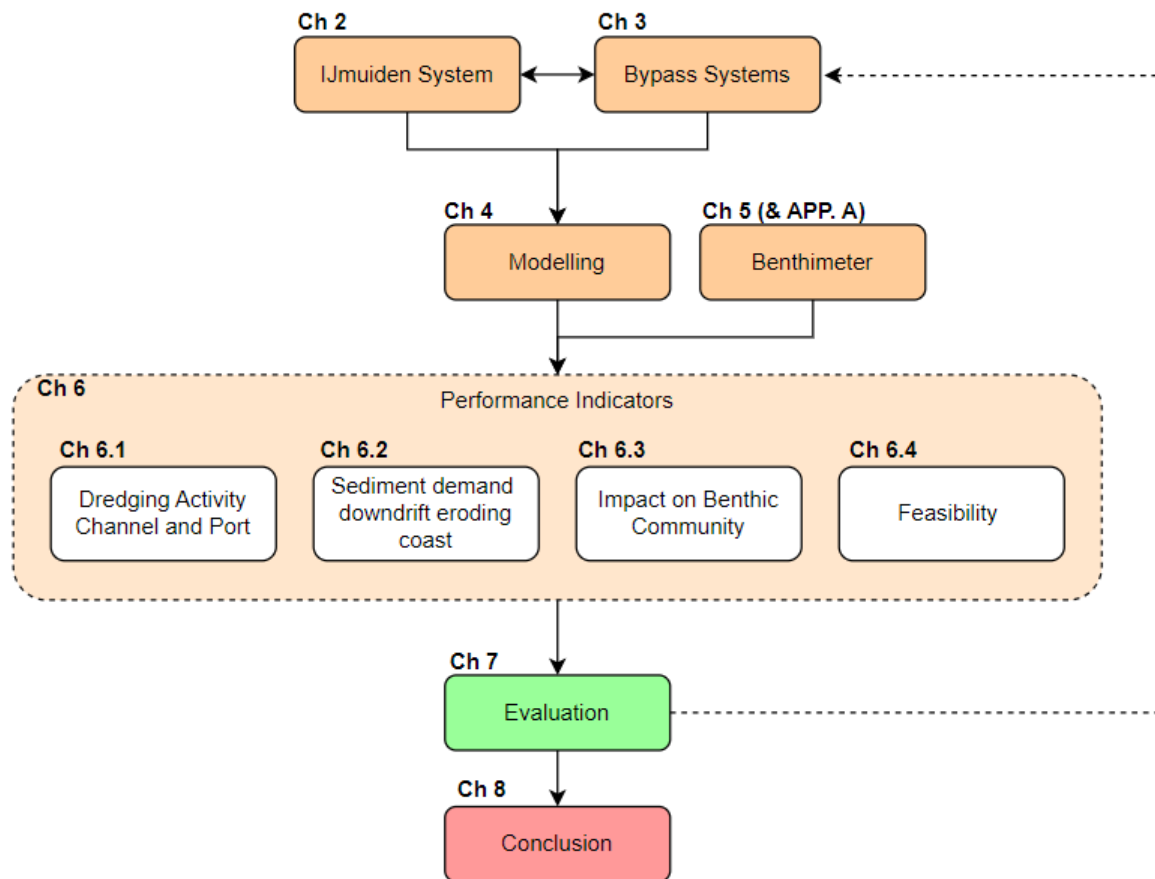 Ch 2
IJmuiden System
Ch 3
Bypass Systems
Ch 4
Modelling
Ch 5 (& APP. A)
Benthimeter
Ch 6
Performance Indicators
Ch 6.1
Dredging Activity
Channel and Port
Ch 6.2
Sediment demand
downdrift eroding
coast
Ch 6.3
Impact on Benthic
Community
Ch 6.4
Feasibility
Ch 7
Evaluation
Ch 8
Conclusion